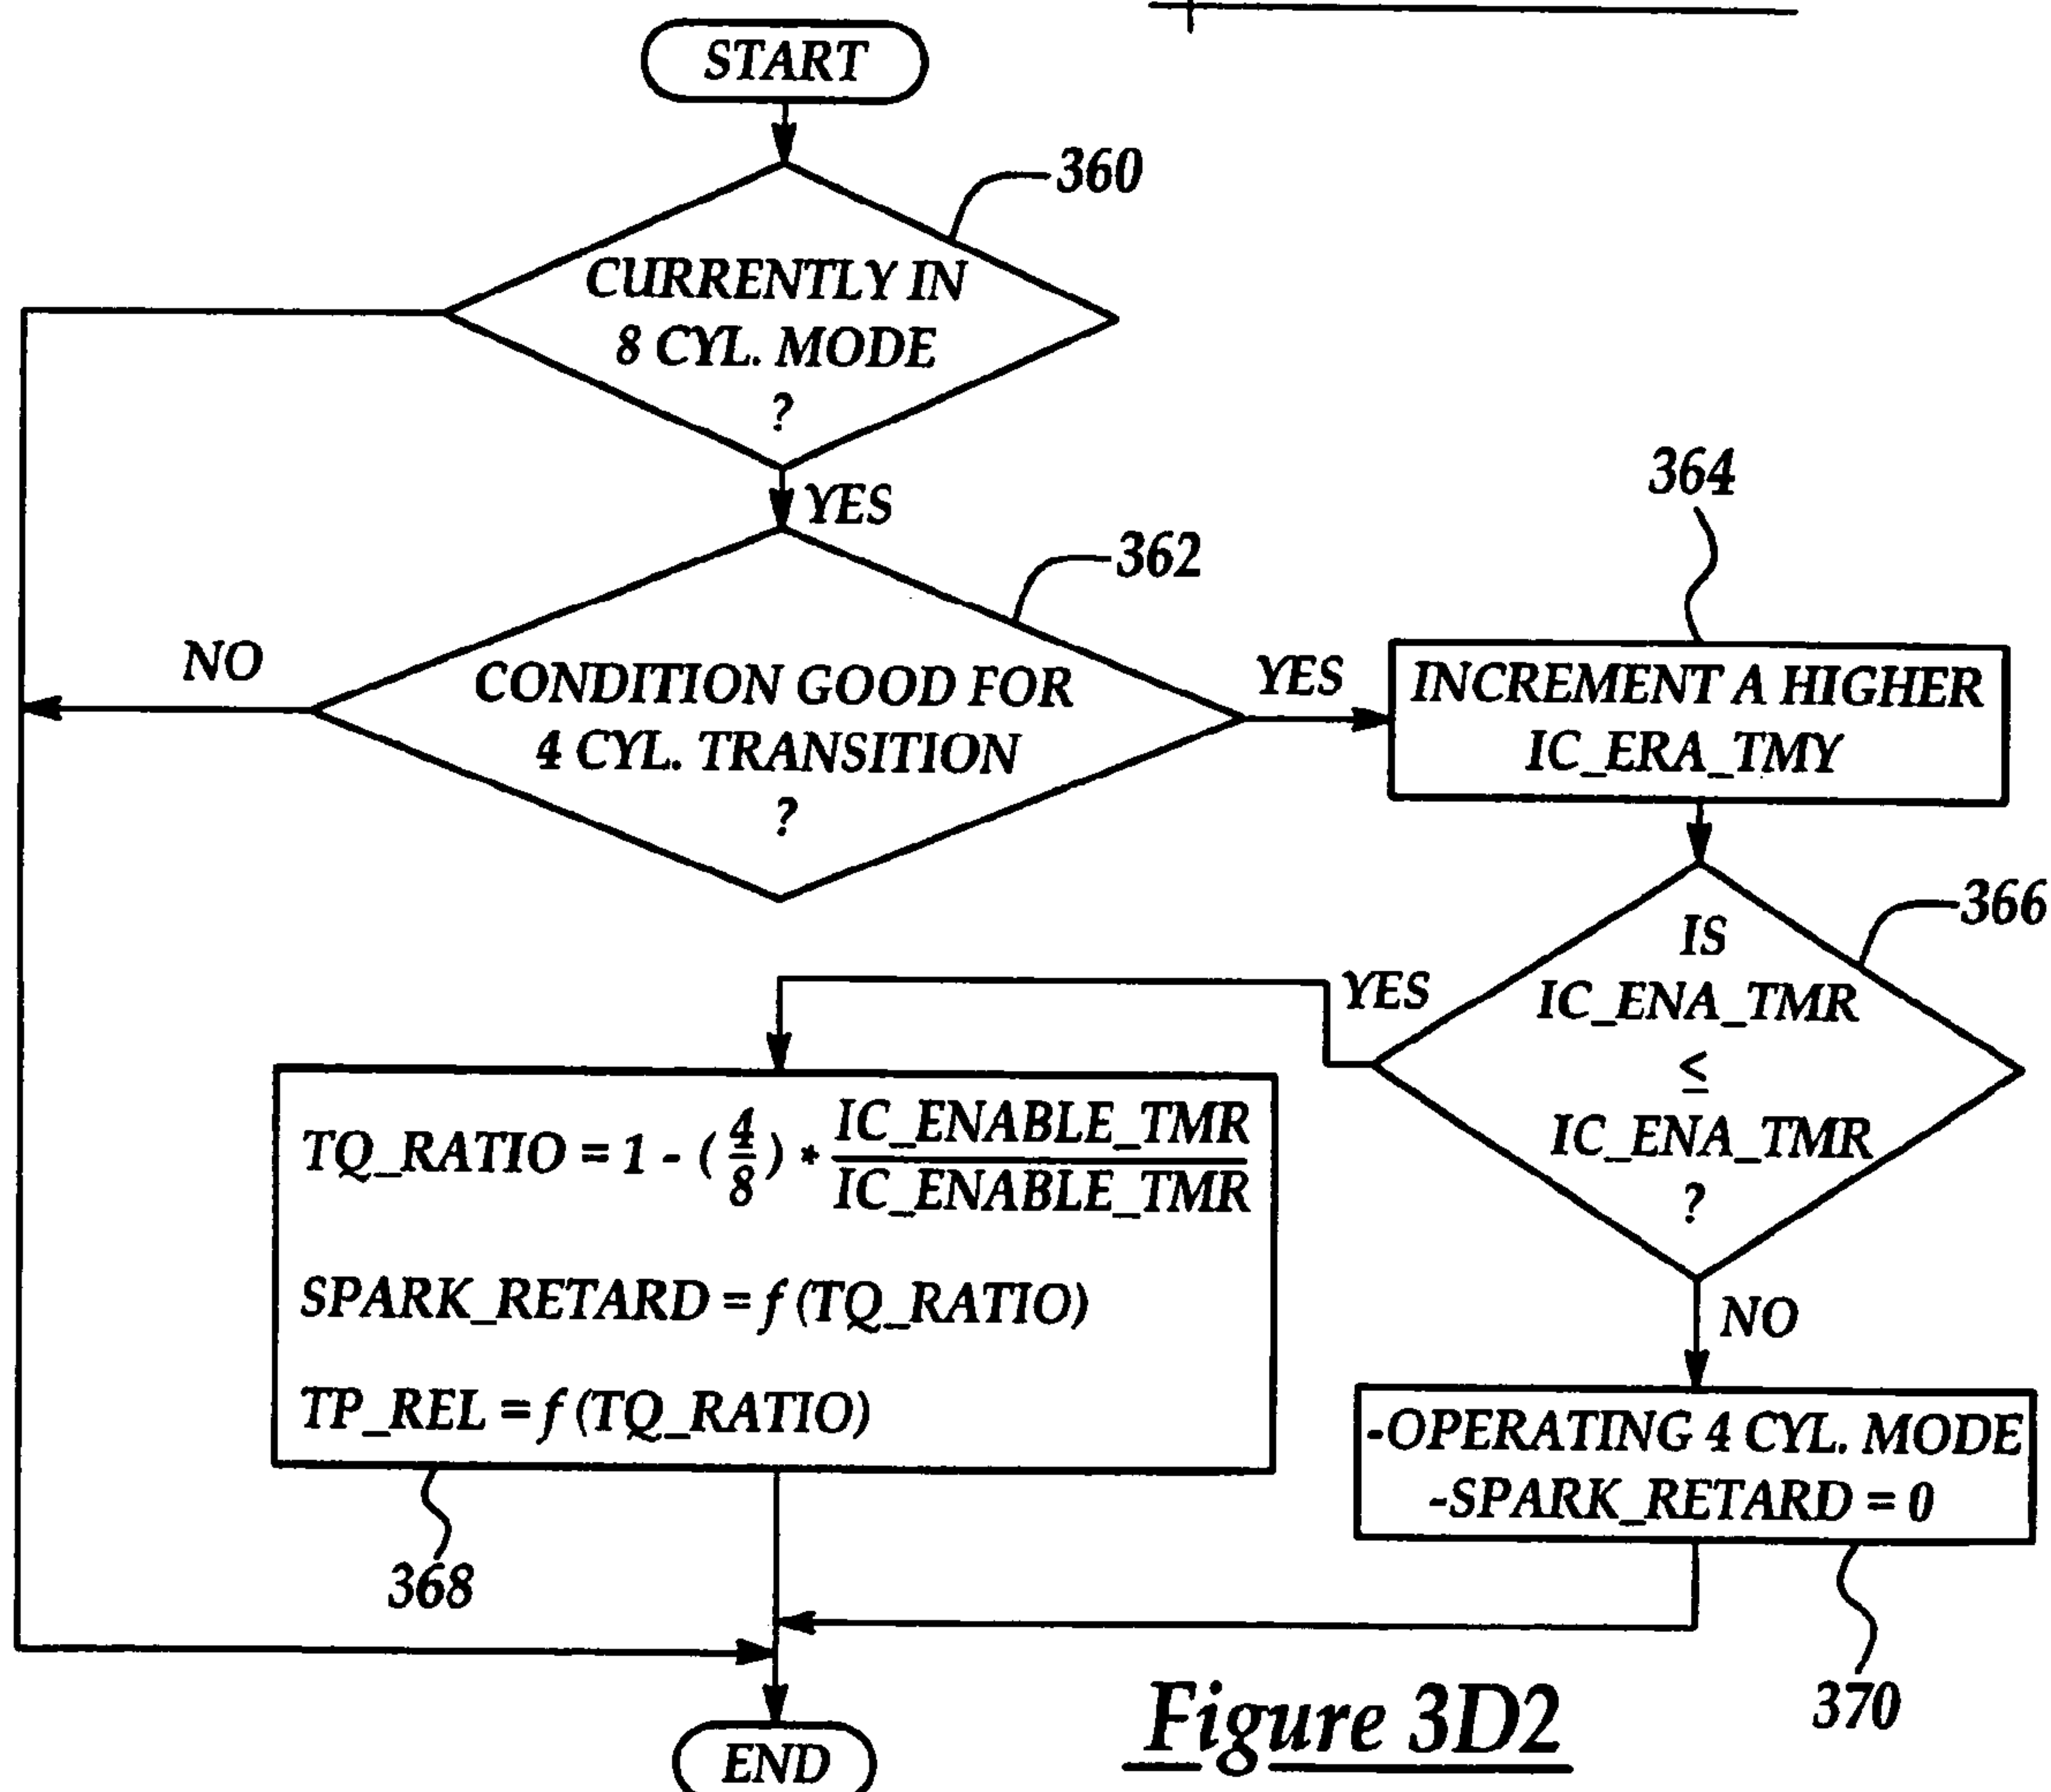 START
360
CURRENTLY IN
8 CYL. MODE
?
YES
362
364
NO
CONDITION GOOD FOR
4 CYL. TRANSITION
?
YES
INCREMENT A HIGHER
IC_ERA_TMY
366
IS
IC_ENA_TMR
≤
IC_ENA_TMR
?
YES
TQ_RATIO = 1 - (4/8) * IC_ENABLE_TMR / IC_ENABLE_TMR
SPARK_RETARD = f (TQ_RATIO)
TP_REL = f (TQ_RATIO)
NO
-OPERATING 4 CYL. MODE
-SPARK_RETARD = 0
368
370
END
Figure 3D2